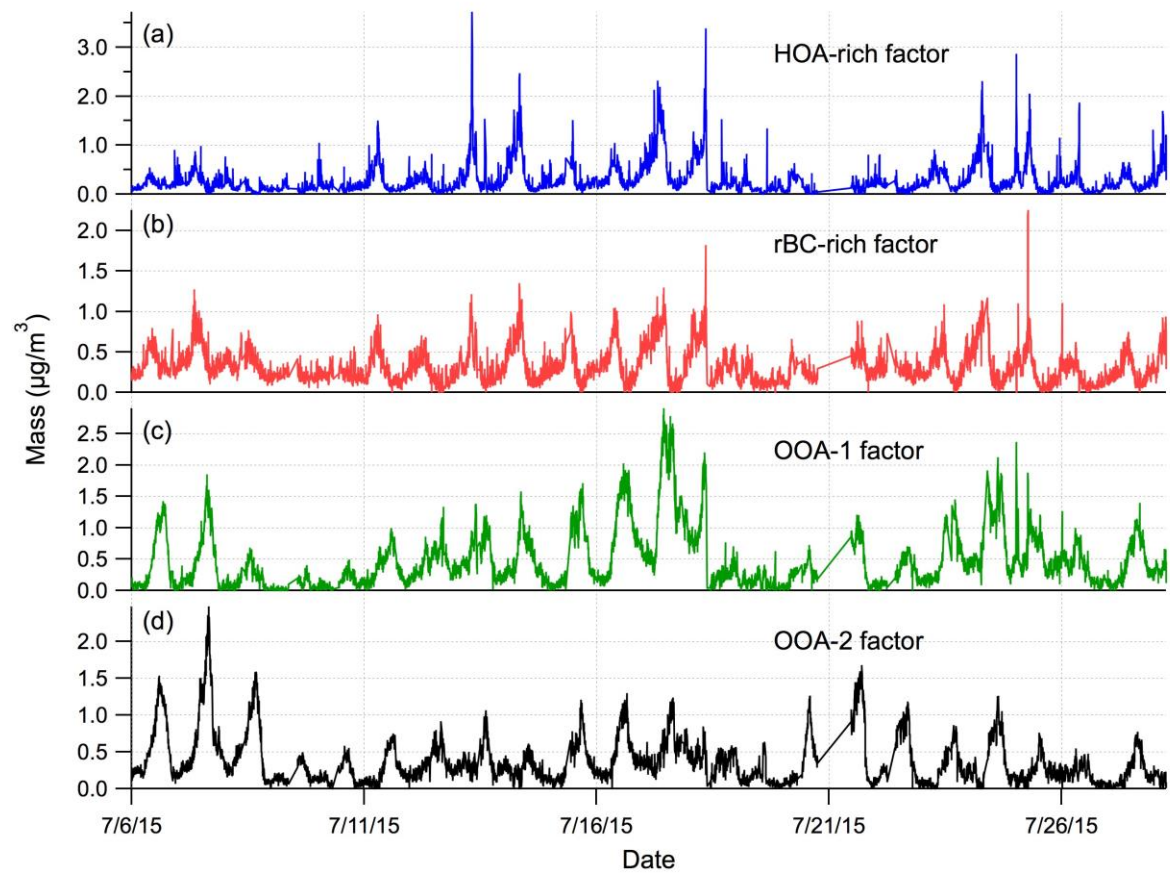 (a)
HOA-rich factor
3.0
2.0
1.0
0.0
(b)
rBC-rich factor
2.0
1.5
1.0
0.5
0.0
Mass (µg/m³)
(c)
OOA-1 factor
2.5
2.0
1.5
1.0
0.5
0.0
(d)
OOA-2 factor
2.0
1.5
1.0
0.5
0.0
7/6/15 7/11/15 7/16/15 7/21/15 7/26/15
Date